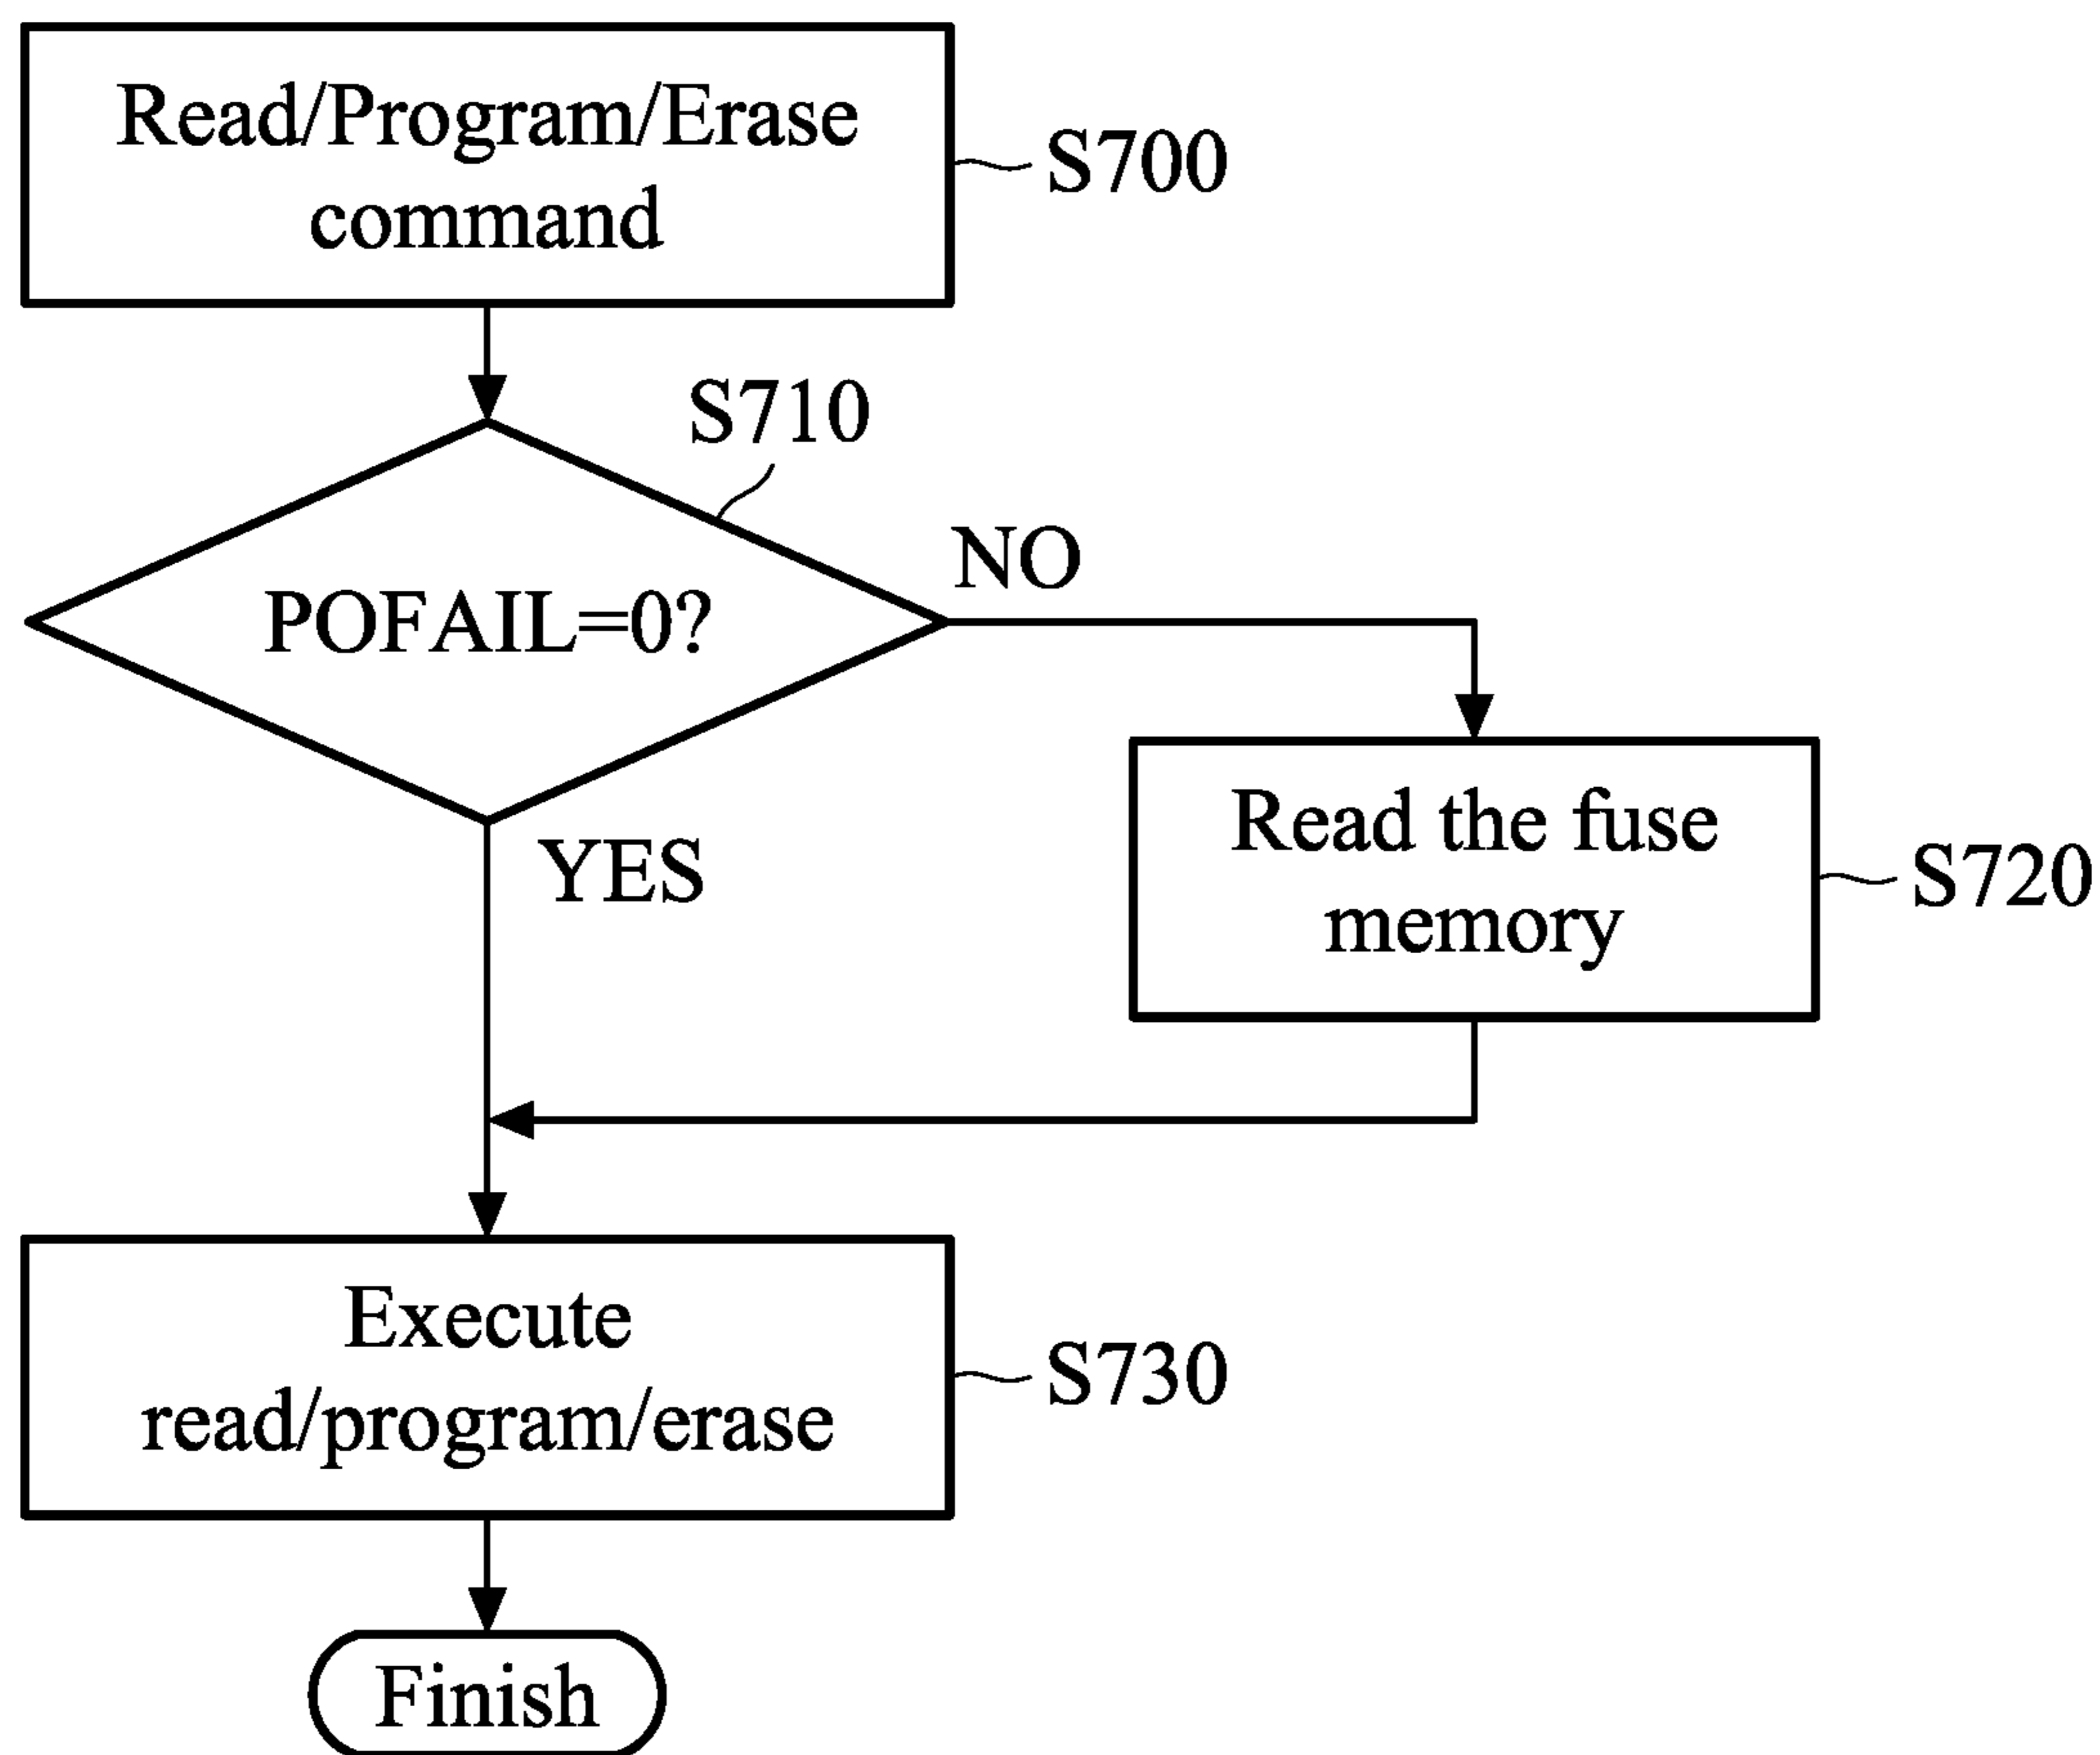 Read/Program/Erase
command
S700
S710
POFAIL=0?
NO
YES
Read the fuse
memory
S720
Execute
read/program/erase
S730
Finish